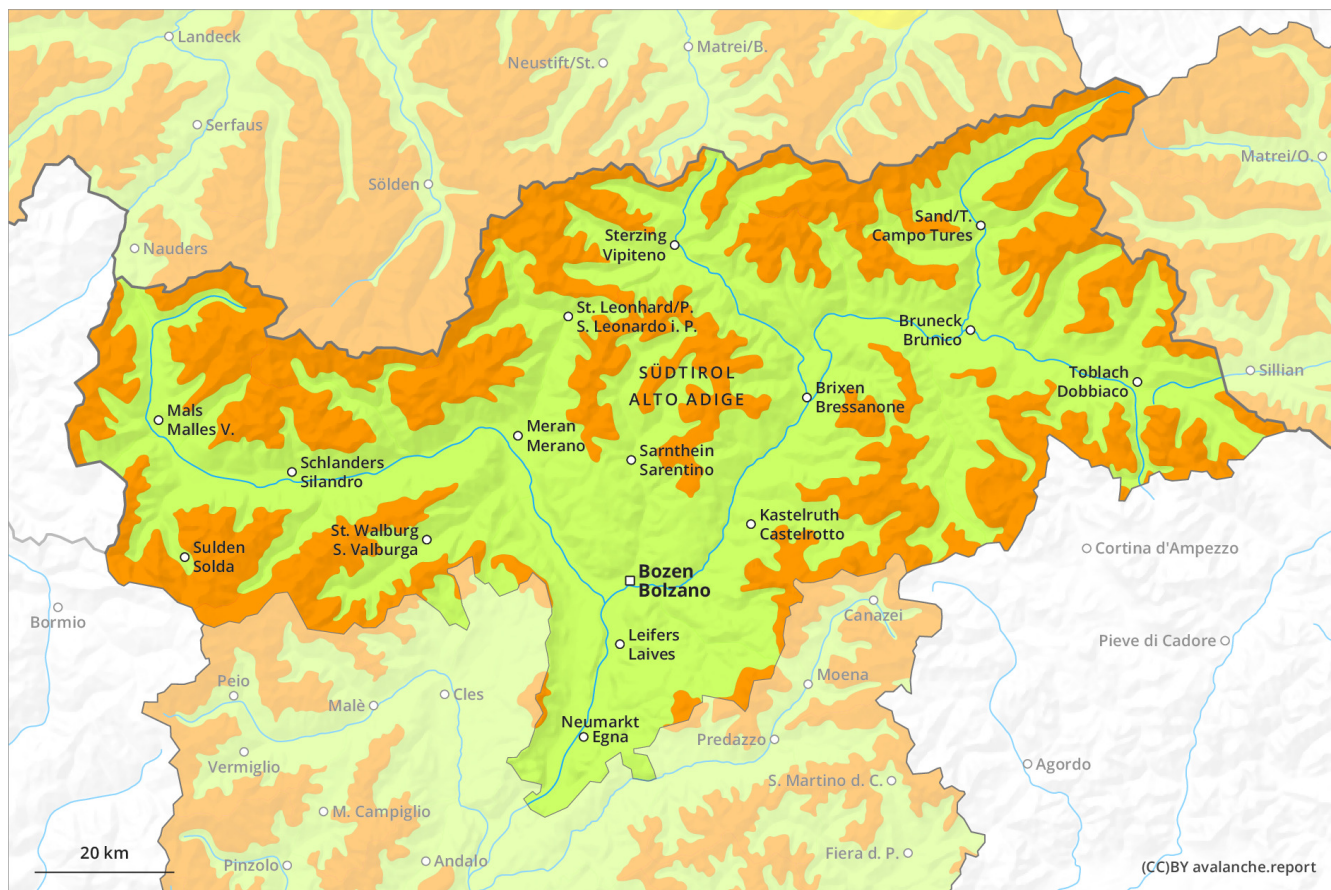 Landeck
Matrei/B.
Neustift/St.
Serfaus
Matrei/O.
Sölden
Sand/T.
Campo Tures
Sterzing
Vipiteno
Nauders
St. Leonhard/P.
S. Leonardo i. P.
Bruneck
Brunico
SÜDTIROL
ALTO ADIGE
Toblach
Dobbiaco
Sillian
Brixen
Bressanone
Mals
Malles V.
Meran
Merano
Sarnthein
Sarentino
Schlanders
Silandro
Kastelruth
Castelrotto
St. Walburg
S. Valburga
Sulden
Solda
Cortina d'Ampezzo
Bozen
Bolzano
Bormio
Canazei
Leifers
Laives
Pieve di Cadore
Peio
Moena
Malè
Cles
Neumarkt
Egna
Predazzo
Vermiglio
Agordo
S. Martino d. C.
M. Campiglio
20 km
Pinzolo
Andalo
Fiera d. P.
(CC)BY avalanche.report